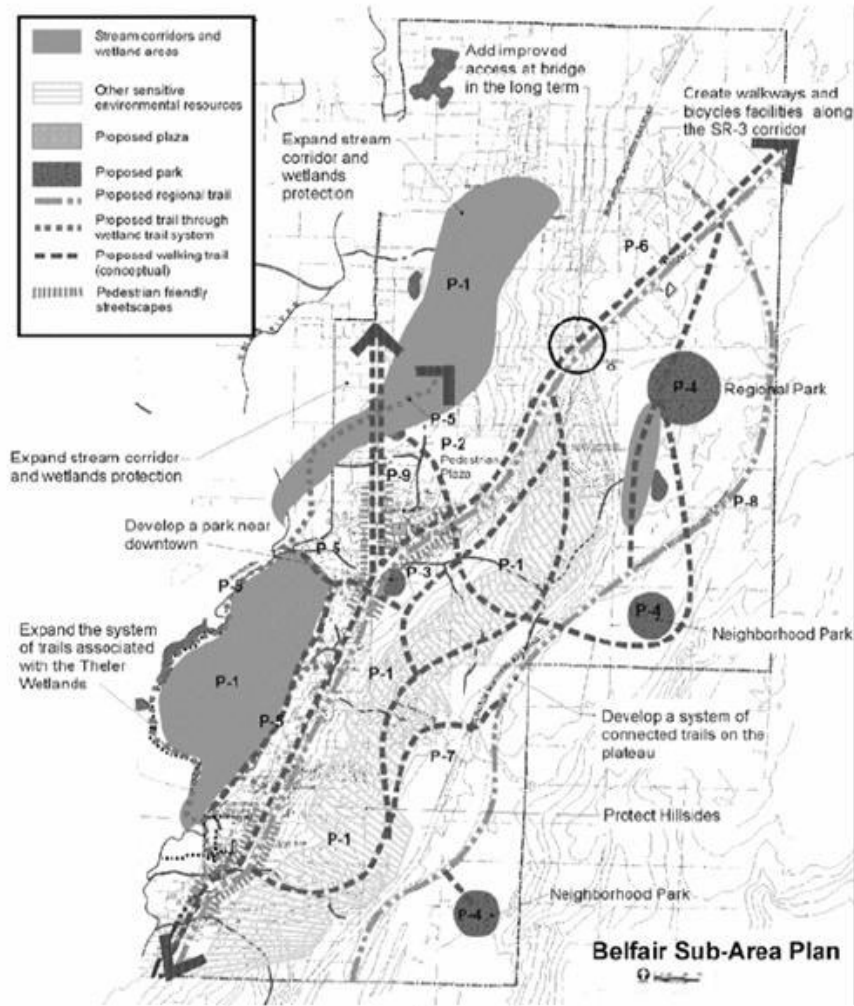 Stream corridors and
wetland areas
Other sensitive
environmental resources
Proposed plaza
Proposed park
Proposed regional trail
Proposed trail through
wetland trail system
Proposed walking trail
(conceptual)
Pedestrian friendly
streetscapes
Add improved
access at bridge
in the long term
Create walkways and
bicycles facilities along
the SR-3 corridor
Expand stream
corridor and
wetlands
protection
P-6
P-1
P-4
Regional Park
P-5
P-2
Pedestrian
Plaza
Expand stream corridor
and wetlands protection
P-9
P-8
Develop a park near
downtown
P-5
P-3
P-1
P-5
P-4
Neighborhood Park
Expand the system
of trails associated
with the Theler
Wetlands
P-1
P-1
P-5
Develop a system of
connected trails on the
plateau
P-7
Protect Hillsides
P-1
Neighborhood Park
P-4
Belfair Sub-Area Plan